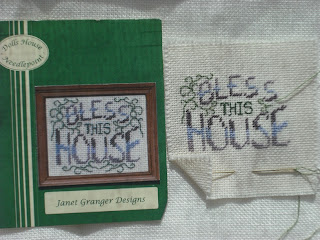 Dolls House
Needlepoint
BLESS
THIS
HOUSE
Janet Granger Designs
BLESS
THIS
HOUSE